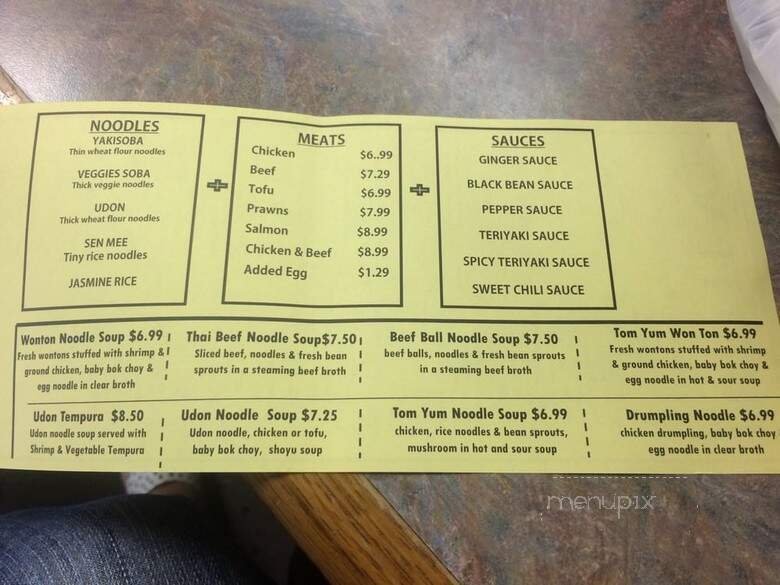 NOODLES
YAKISOBA
Thin wheat flour noodles
VEGGIES SOBA
Thick veggie noodles
UDON
Thick wheat flour noodles
SEN MEE
Tiny rice noodles
JASMINE RICE
+
MEATS
Chicken $6..99
Beef $7.29
Tofu $6.99
Prawns $7.99
Salmon $8.99
Chicken & Beef $8.99
Added Egg $1.29
+
SAUCES
GINGER SAUCE
BLACK BEAN SAUCE
PEPPER SAUCE
TERIYAKI SAUCE
SPICY TERIYAKI SAUCE
SWEET CHILI SAUCE
Wonton Noodle Soup $6.99
Fresh wontons stuffed with shrimp &
ground chicken, baby bok choy &
egg noodle in clear broth
Thai Beef Noodle Soup$7.50
Sliced beef, noodles & fresh bean
sprouts in a steaming beef broth
Beef Ball Noodle Soup $7.50
beef balls, noodles & fresh bean sprouts
in a steaming beef broth
Tom Yum Won Ton $6.99
Fresh wontons stuffed with shrimp
& ground chicken, baby bok choy &
egg noodle in hot & sour soup
Udon Tempura $8.50
Udon noodle soup served with
Shrimp & Vegetable Tempura
Udon Noodle Soup $7.25
Udon noodle, chicken or tofu,
baby bok choy, shoyu soup
Tom Yum Noodle Soup $6.99
chicken, rice noodles & bean sprouts,
mushroom in hot and sour soup
Drumpling Noodle $6.99
chicken drumpling, baby bok choy
egg noodle in clear broth
menupix